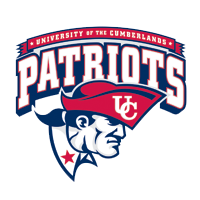 UNIVERSITY OF THE CUMBERLANDS
PATRIOTS
UC